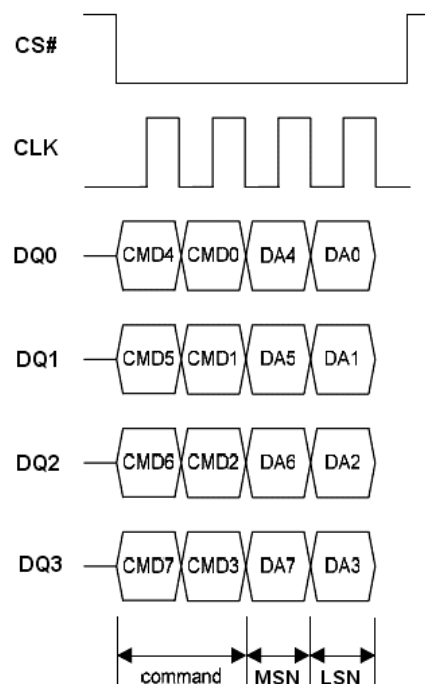 CS#
CLK
DQ0 CMD4 CMD0 DA4 DA0
DQ1 CMD5 CMD1 DA5 DA1
DQ2 CMD6 CMD2 DA6 DA2
DQ3 CMD7 CMD3 DA7 DA3
command MSN LSN